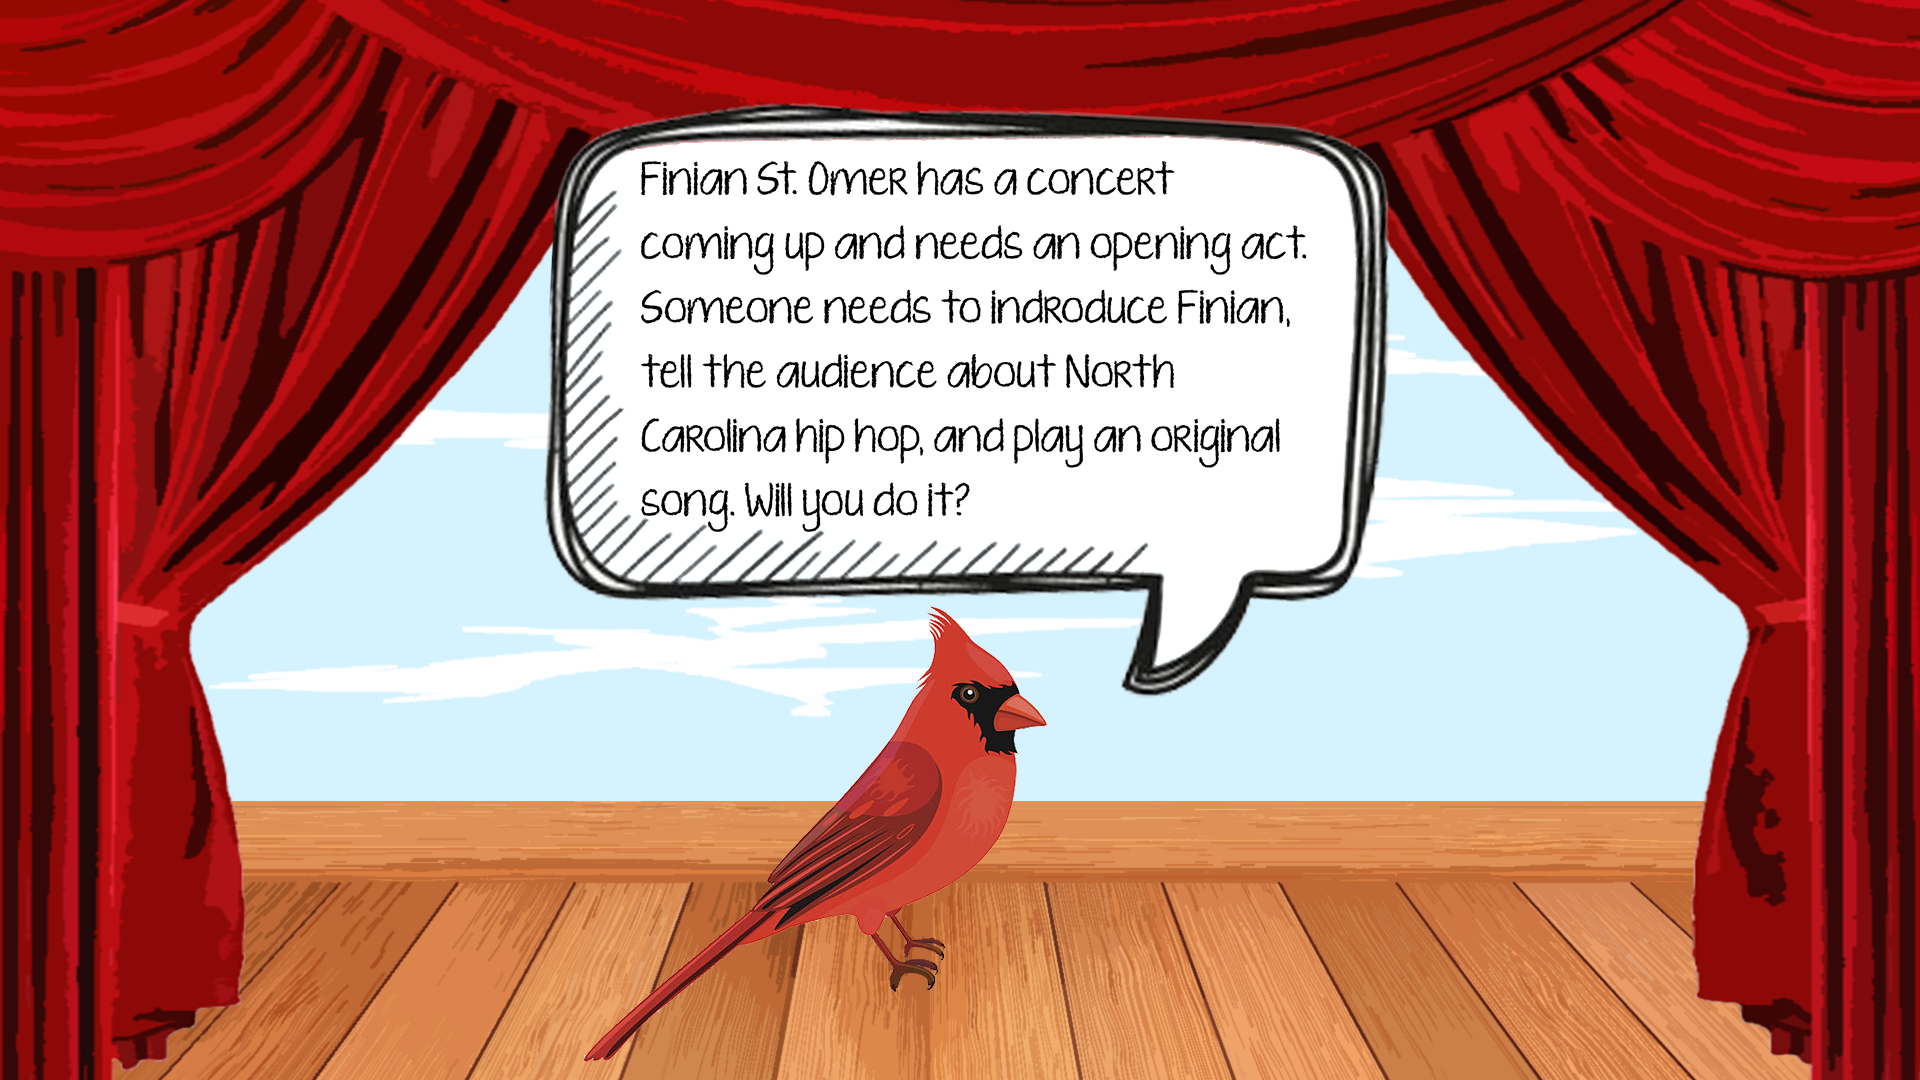 Finian St. Omer has a concert
coming up and needs an opening act.
Someone needs to indroduce Finian,
tell the audience about North
Carolina hip hop, and play an original
song. Will you do it?